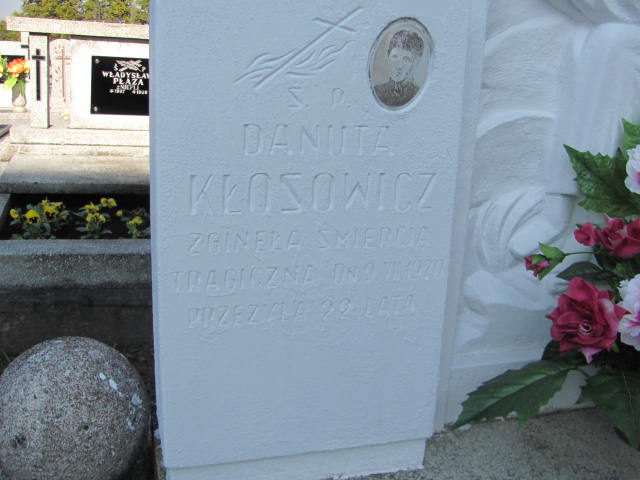 WŁADYSŁAW
PŁAZA
Ś. P.
DANUTA
KŁOSOWICZ
ZGINEŁA ŚMIERCIĄ
TRAGICZNĄ DN.
PRZEŻYŁA 22 LATA